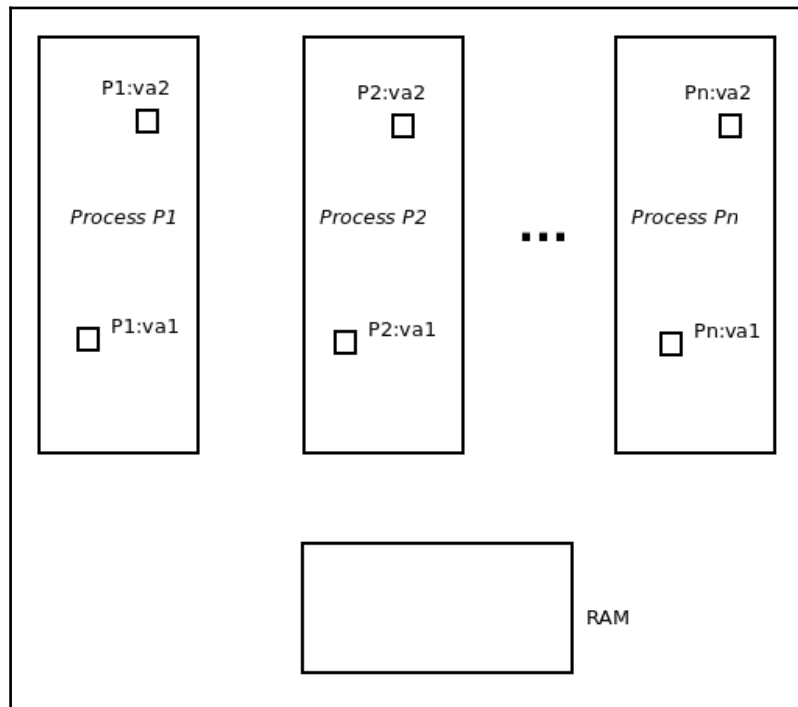 P1:va2
P2:va2
Pn:va2
Process P1
Process P2
...
Process Pn
P1:va1
P2:va1
Pn:va1
RAM